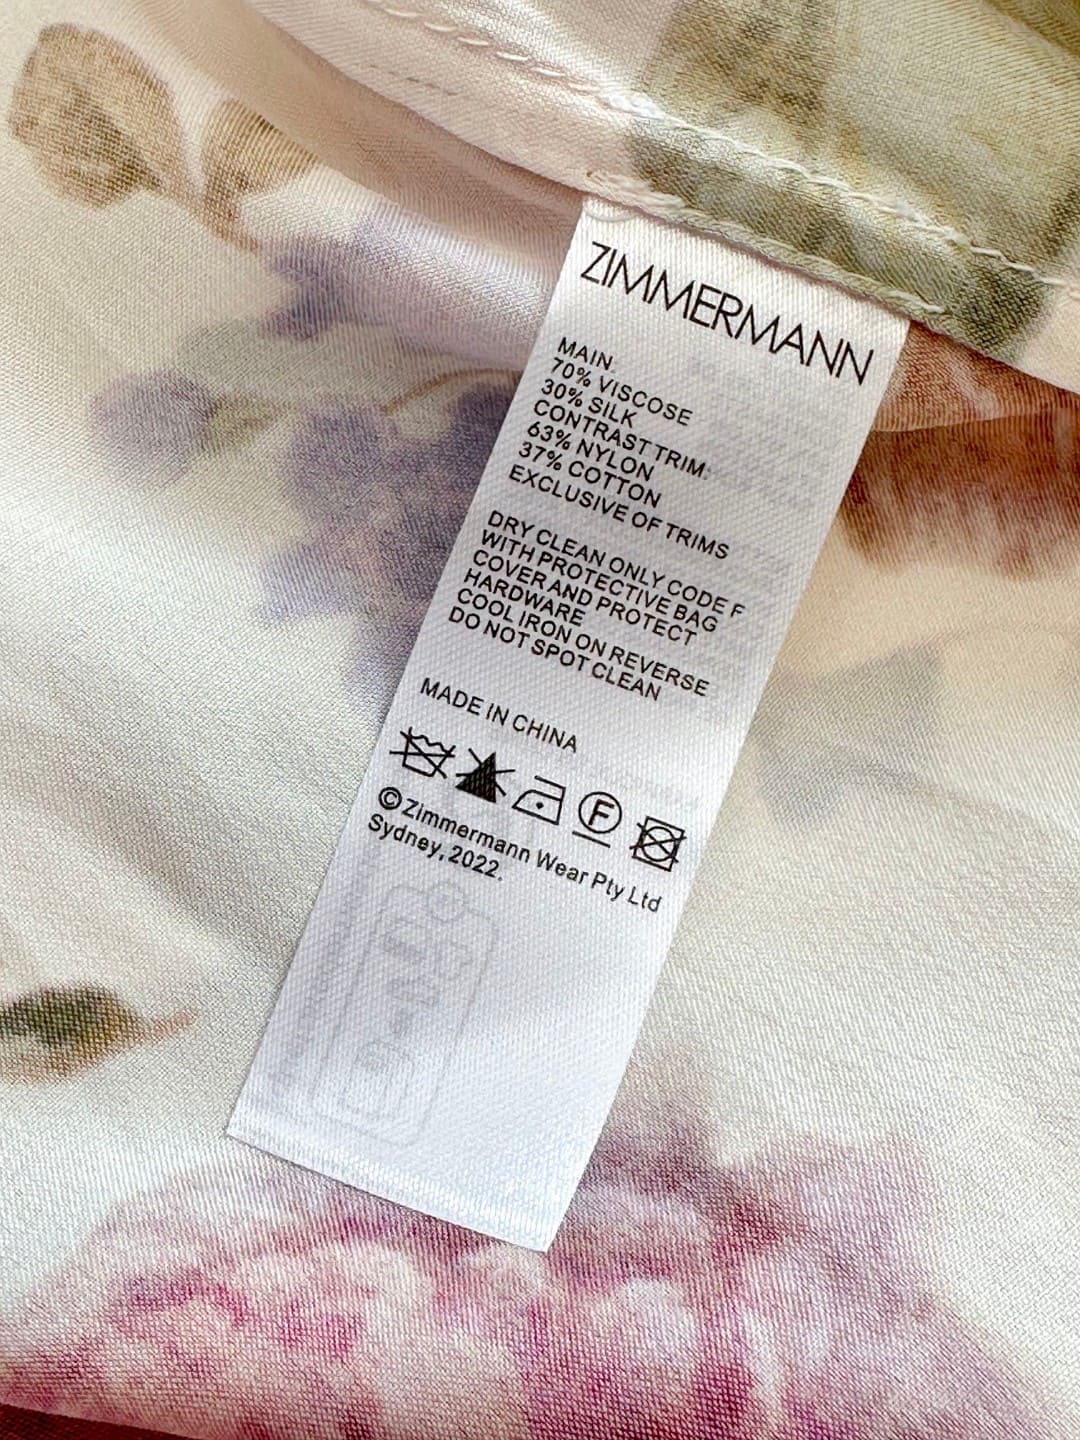 ZIMMERMANN
MAIN:
70% VISCOSE
30% SILK
CONTRAST TRIM:
63% NYLON
37% COTTON
EXCLUSIVE OF TRIMS
DRY CLEAN ONLY CODE F
WITH PROTECTIVE BAG
COVER AND PROTECT
HARDWARE
COOL IRON ON REVERSE
DO NOT SPOT CLEAN
MADE IN CHINA
F
©Zimmermann Wear Pty Ltd
Sydney,2022.